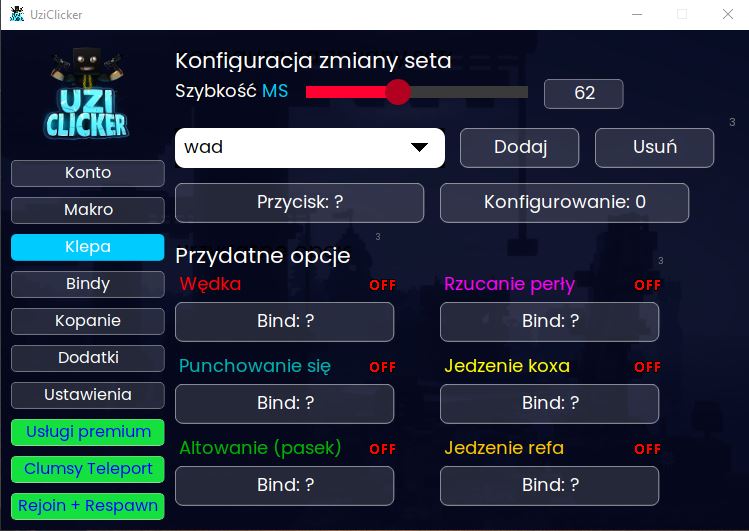 UziClicker
UZI
CLICKER
Konto
Makro
Klepa
Bindy
Kopanie
Dodatki
Ustawienia
Usługi premium
Clumsy Teleport
Rejoin + Respawn
Konfiguracja zmiany seta
Szybkość MS
62
3
wad
Dodaj
Usuń
Przycisk: ?
Konfigurowanie: 0
3
Przydatne opcje
3
Wędka OFF
Rzucanie perły OFF
Bind: ?
Bind: ?
Punchowanie się OFF
Jedzenie koxa OFF
Bind: ?
Bind: ?
Altowanie (pasek) OFF
Jedzenie refa OFF
Bind: ?
Bind: ?